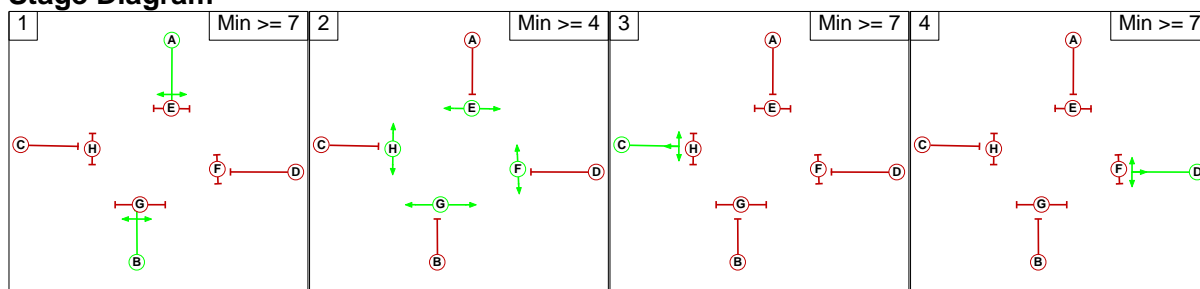 Stage Diagram
1 Min >= 7 2 Min >= 4 3 Min >= 7 4 Min >= 7
A A A A
E E E E
C H C H C H C H
F D F D F D F D
G G G G
B B B B